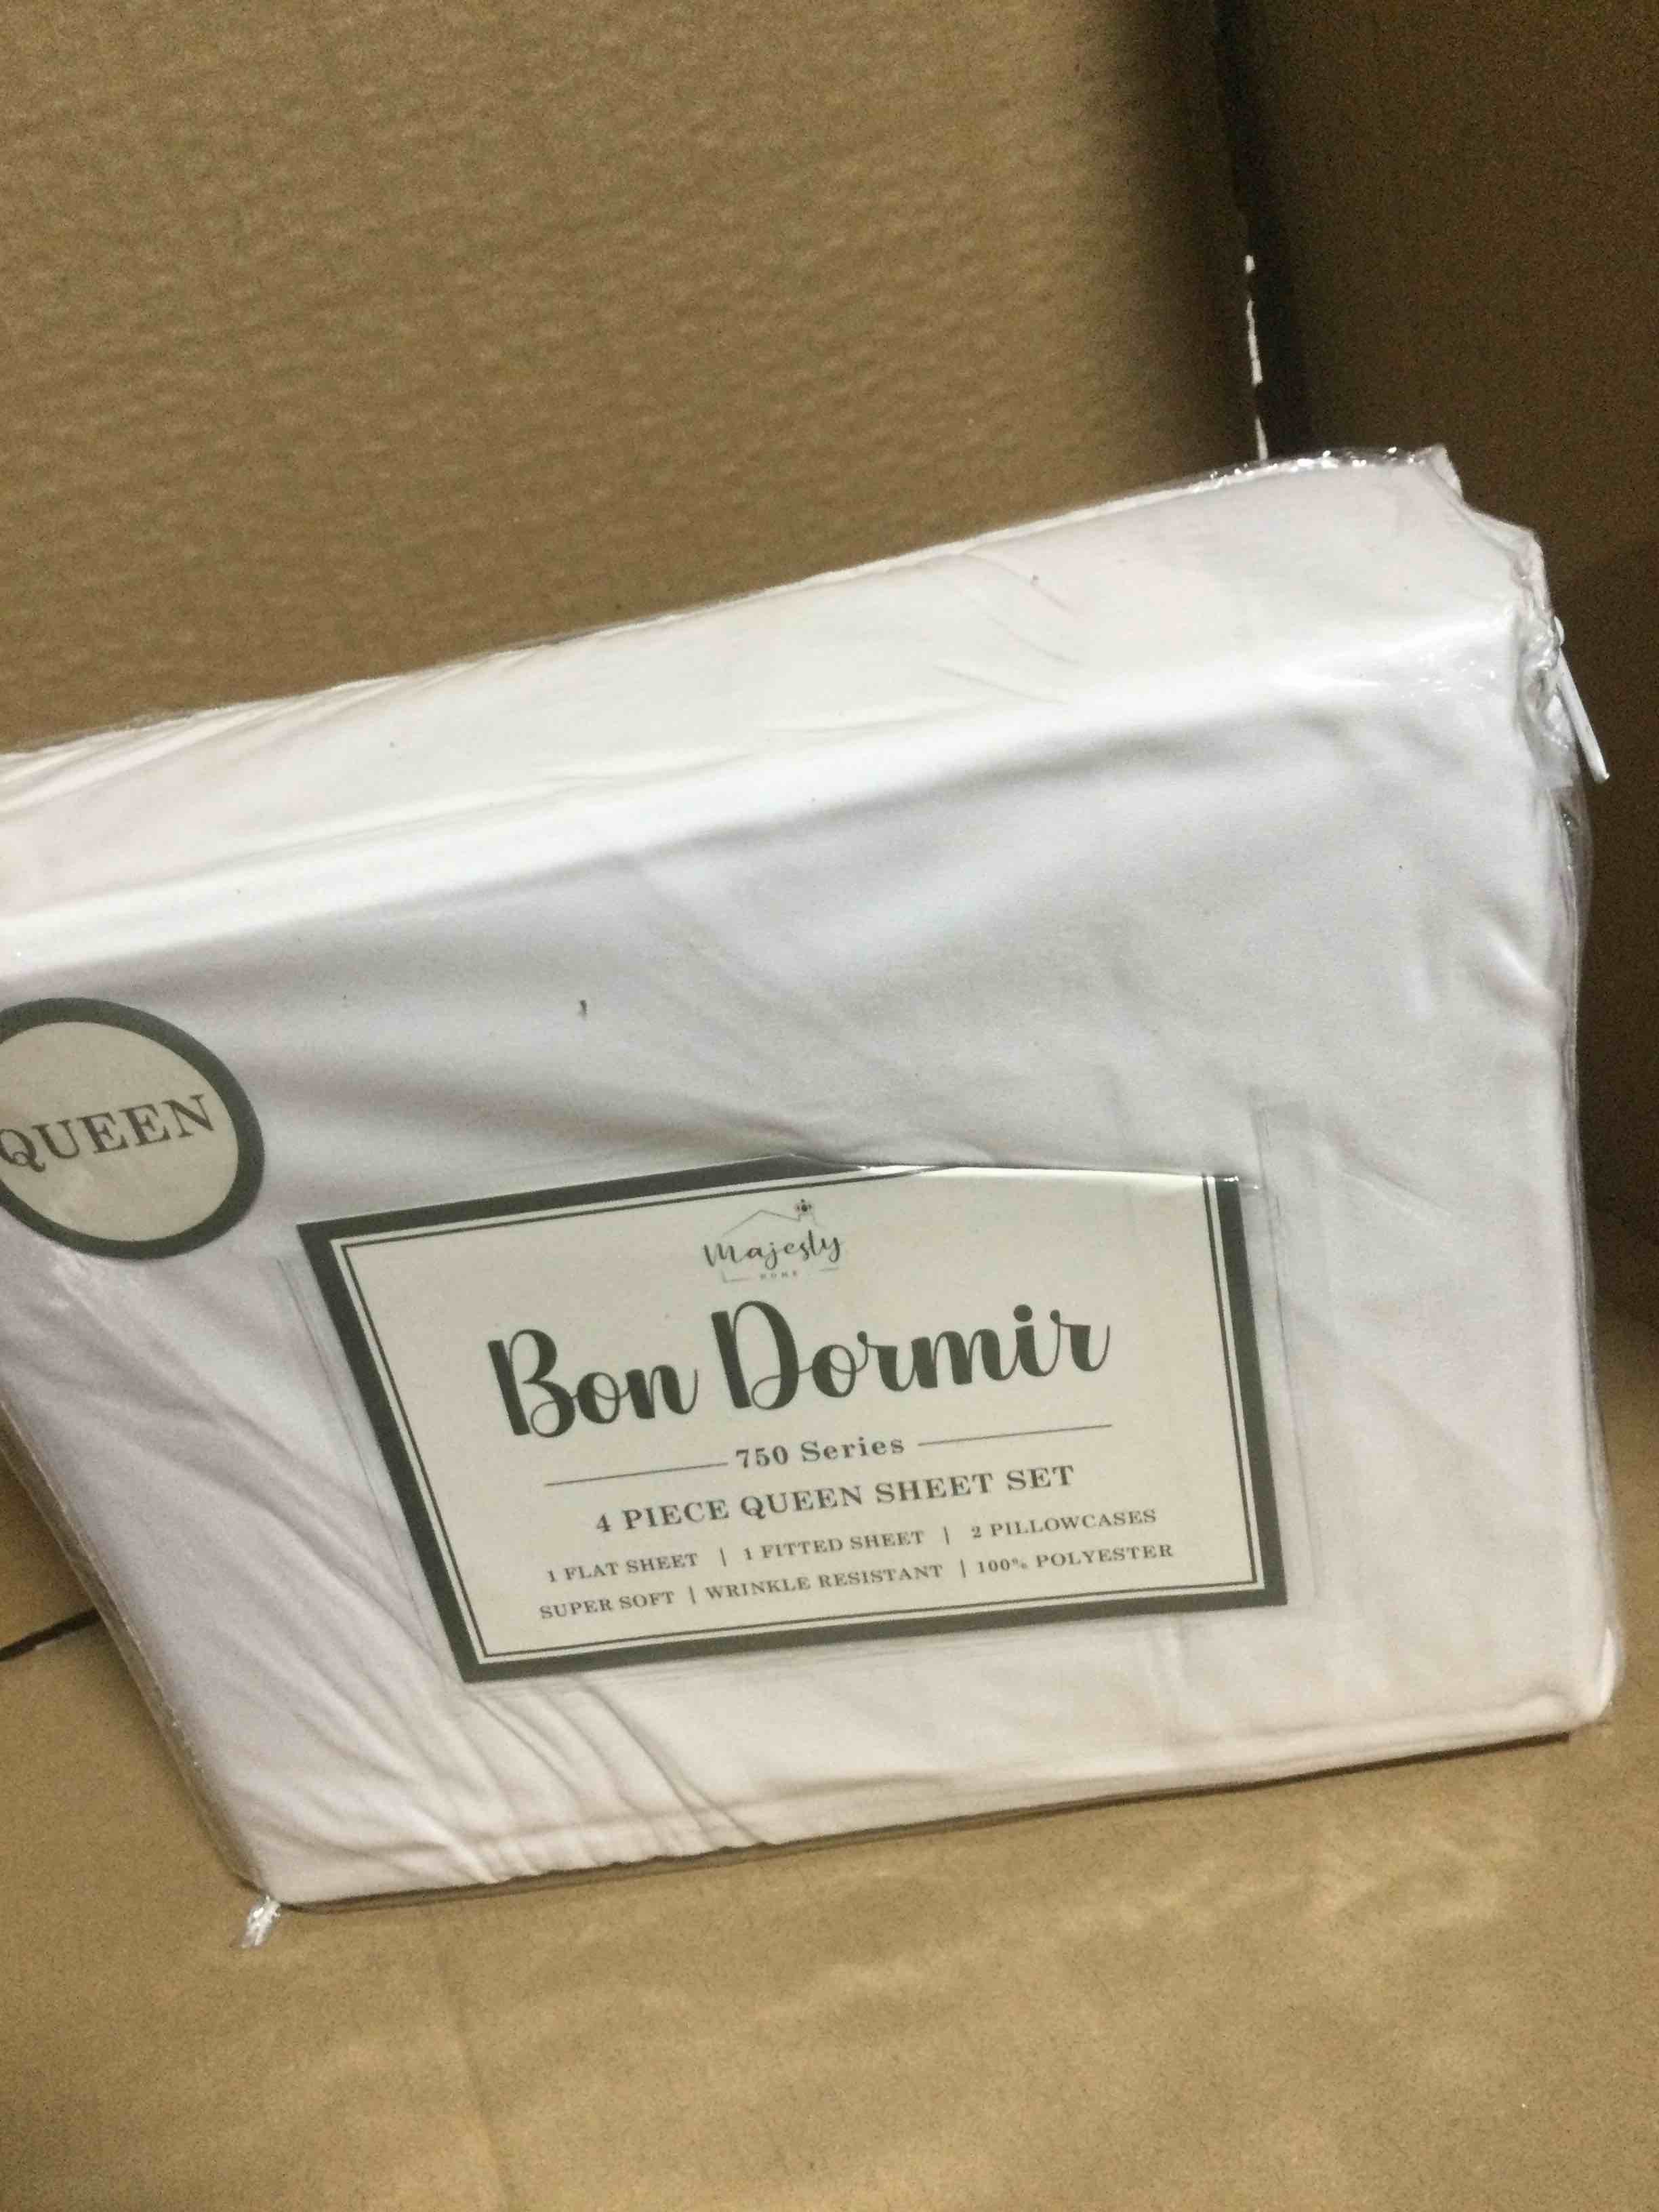 QUEEN
Majesty
HOME
Bon Dormir
750 Series
4 PIECE QUEEN SHEET SET
1 FLAT SHEET | 1 FITTED SHEET | 2 PILLOWCASES
SUPER SOFT | WRINKLE RESISTANT | 100% POLYESTER